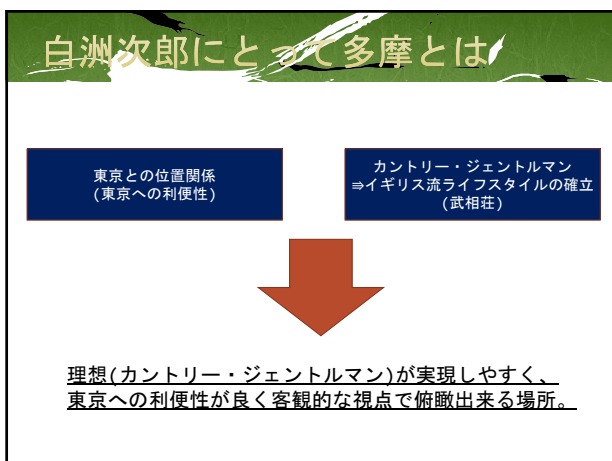 白洲次郎にとって多摩とは
東京との位置関係
(東京への利便性)
カントリー・ジェントルマン
⇒イギリス流ライフスタイルの確立
(武相荘)
理想(カントリー・ジェントルマン)が実現しやすく、
東京への利便性が良く客観的な視点で俯瞰出来る場所。